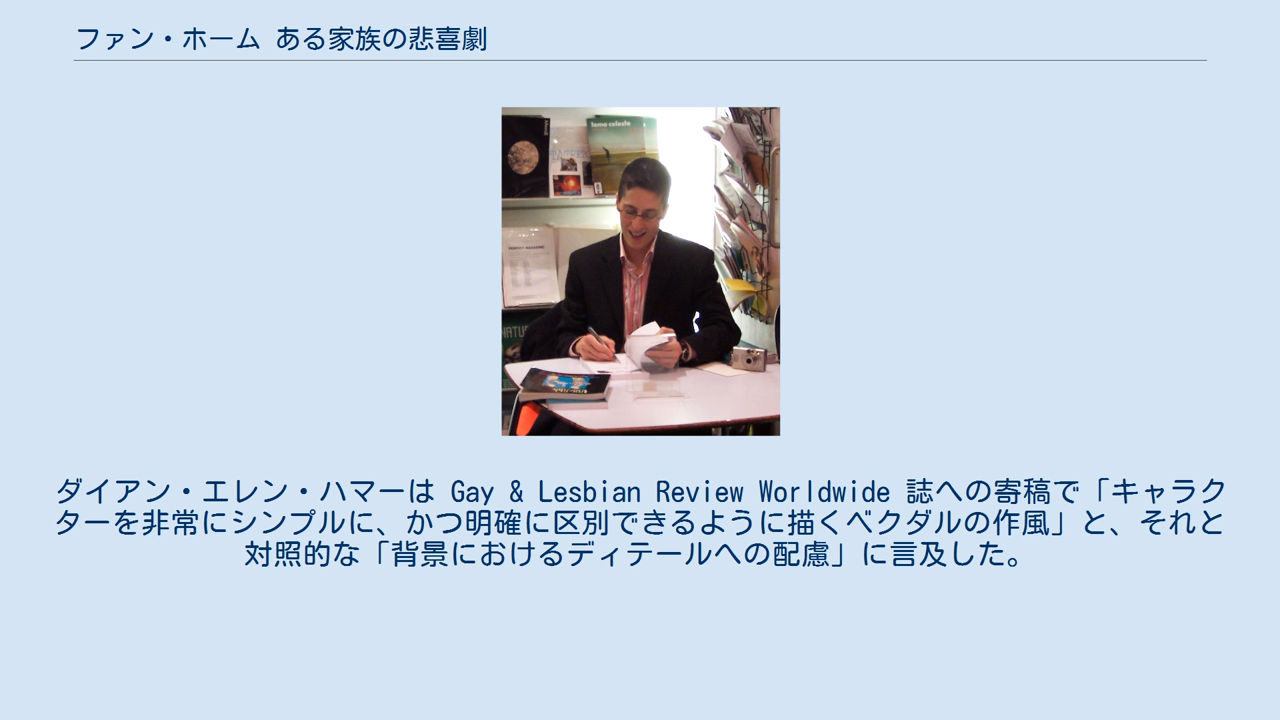 ファン・ホーム ある家族の悲喜劇
tema celeste
ダイアン・エレン・ハマーは Gay & Lesbian Review Worldwide 誌への寄稿で「キャラク
ターを非常にシンプルに、かつ明確に区別できるように描くベクダルの作風」と、それと
対照的な「背景におけるディテールへの配慮」に言及した。